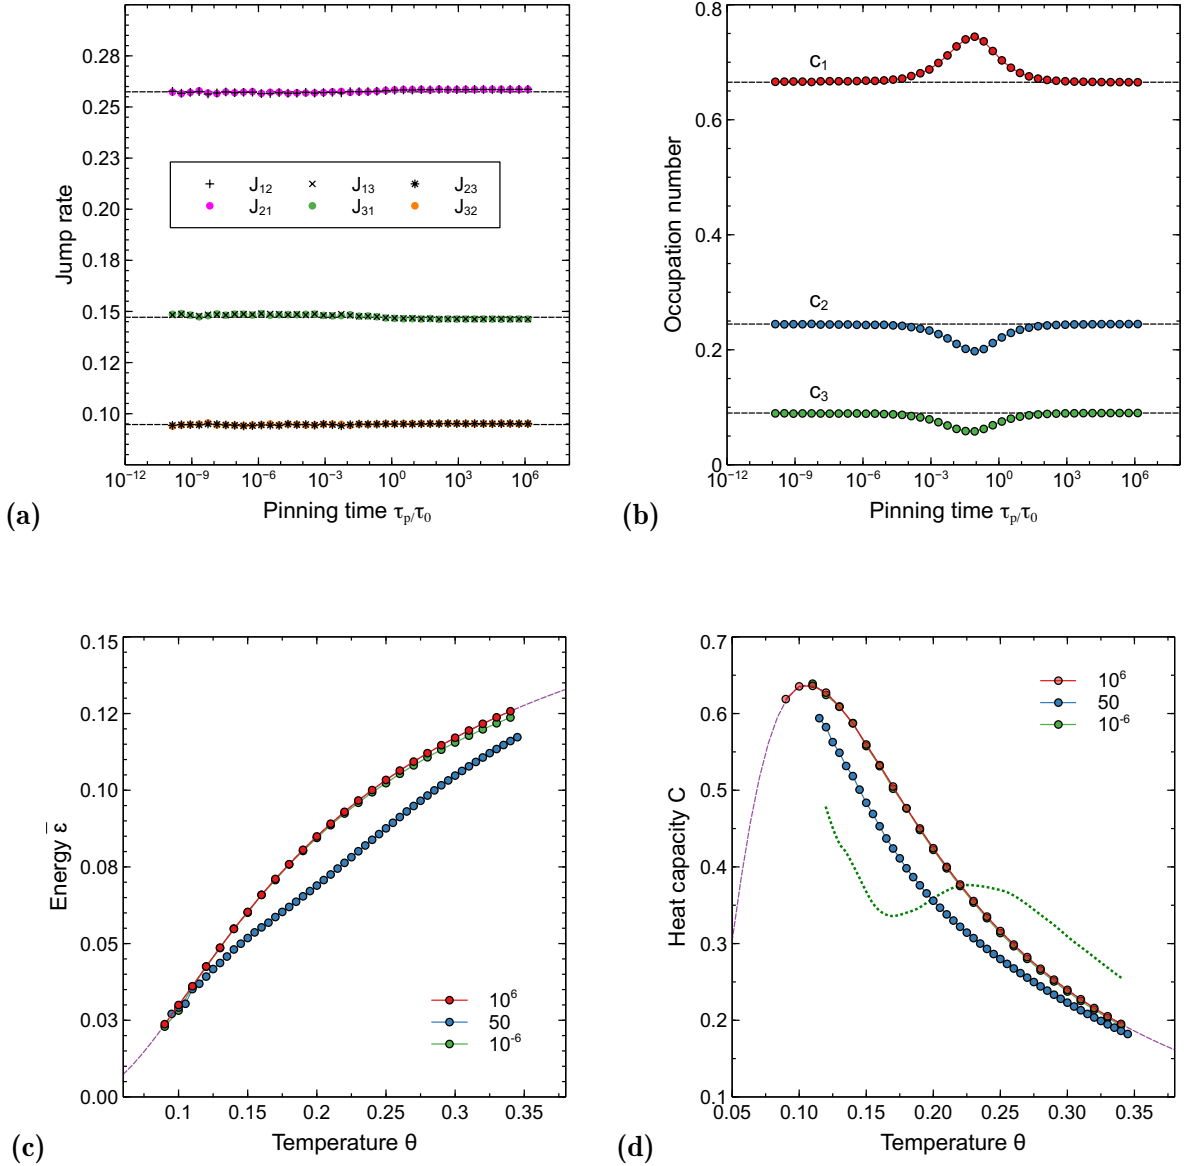 0.28
0.25
0.23
0.20
0.18
0.15
0.12
0.10
Jump rate
J12 J13 J23
J21 J31 J32
10⁻¹² 10⁻⁹ 10⁻⁶ 10⁻³ 10⁰ 10³ 10⁶
Pinning time τp/τ0
(a)
0.8
0.6
0.4
0.2
0
Occupation number
c1
c2
c3
10⁻¹² 10⁻⁹ 10⁻⁶ 10⁻³ 10⁰ 10³ 10⁶
Pinning time τp/τ0
(b)
0.15
0.12
0.10
0.08
0.05
0.03
0.00
Energy ε̅
10⁶
50
10⁻⁶
0.1 0.15 0.20 0.25 0.3 0.35
Temperature θ
(c)
0.7
0.6
0.5
0.4
0.3
0.2
0.1
Heat capacity C
10⁶
50
10⁻⁶
0.05 0.10 0.15 0.20 0.25 0.30 0.35
Temperature θ
(d)